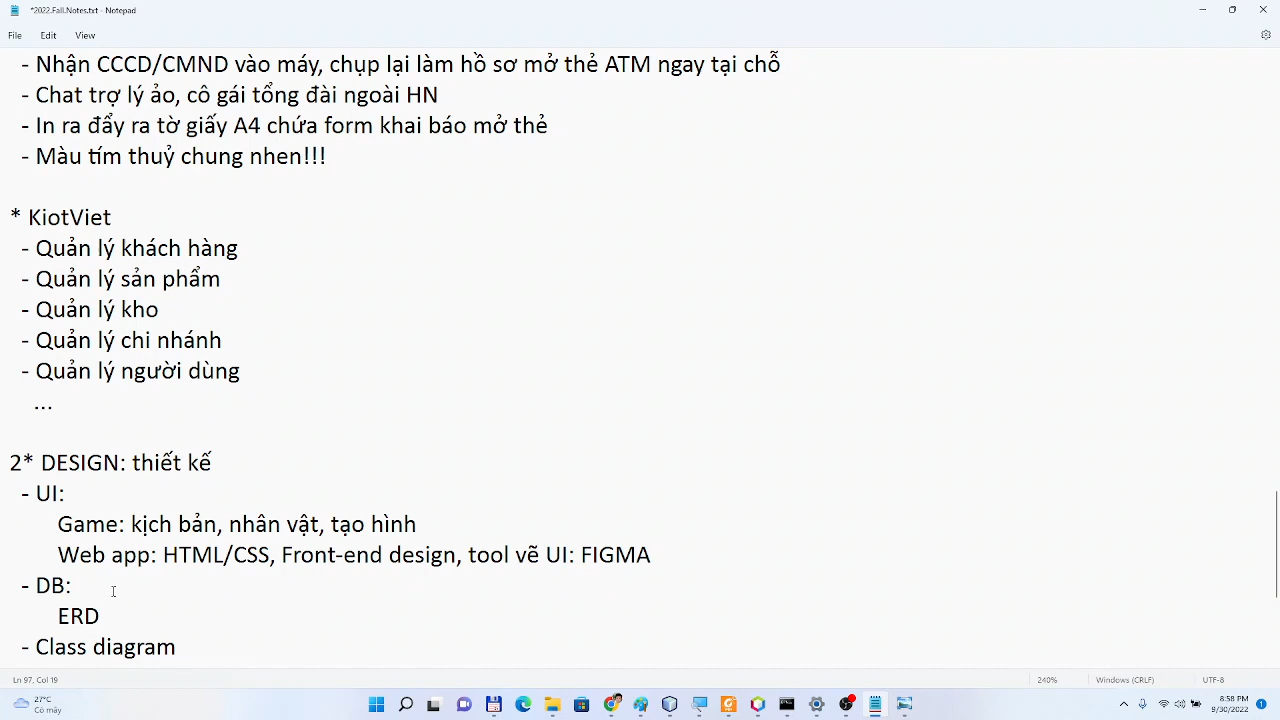 *2022.Fall.Notes.txt - Notepad
File Edit View
- Nhận CCCD/CMND vào máy, chụp lại làm hồ sơ mở thẻ ATM ngay tại chỗ
- Chat trợ lý ảo, cô gái tổng đài ngoài HN
- In ra đẩy ra tờ giấy A4 chứa form khai báo mở thẻ
- Màu tím thuỷ chung nhen!!!
* KiotViet
- Quản lý khách hàng
- Quản lý sản phẩm
- Quản lý kho
- Quản lý chi nhánh
- Quản lý người dùng
...
2* DESIGN: thiết kế
- UI:
Game: kịch bản, nhân vật, tạo hình
Web app: HTML/CSS, Front-end design, tool vẽ UI: FIGMA
- DB:
ERD
- Class diagram
Ln 97, Col 19 240% Windows (CRLF) UTF-8
27°C
Có mây
8:58 PM
9/30/2022